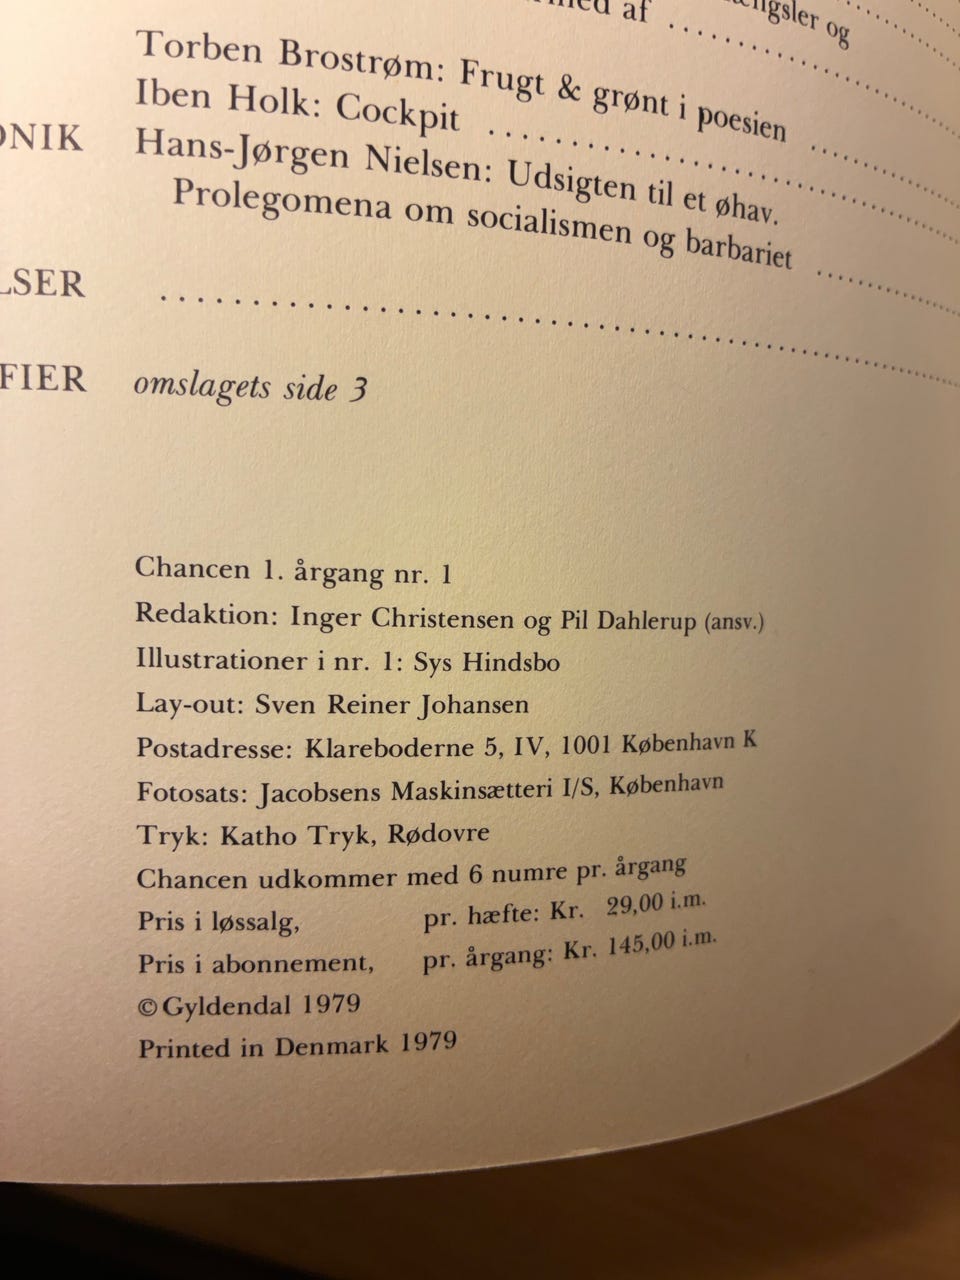 af ........
og
Torben Brostrøm: Frugt & grønt i poesien ........
Iben Holk: Cockpit ........
Hans-Jørgen Nielsen: Udsigten til et øhav.
Prolegomena om socialismen og barbariet ........
........
omslagets side 3
Chancen 1. årgang nr. 1
Redaktion: Inger Christensen og Pil Dahlerup (ansv.)
Illustrationer i nr. 1: Sys Hindsbo
Lay-out: Sven Reiner Johansen
Postadresse: Klareboderne 5, IV, 1001 København K
Fotosats: Jacobsens Maskinsætteri I/S, København
Tryk: Katho Tryk, Rødovre
Chancen udkommer med 6 numre pr. årgang
Pris i løssalg, pr. hæfte: Kr. 29,00 i.m.
Pris i abonnement, pr. årgang: Kr. 145,00 i.m.
© Gyldendal 1979
Printed in Denmark 1979